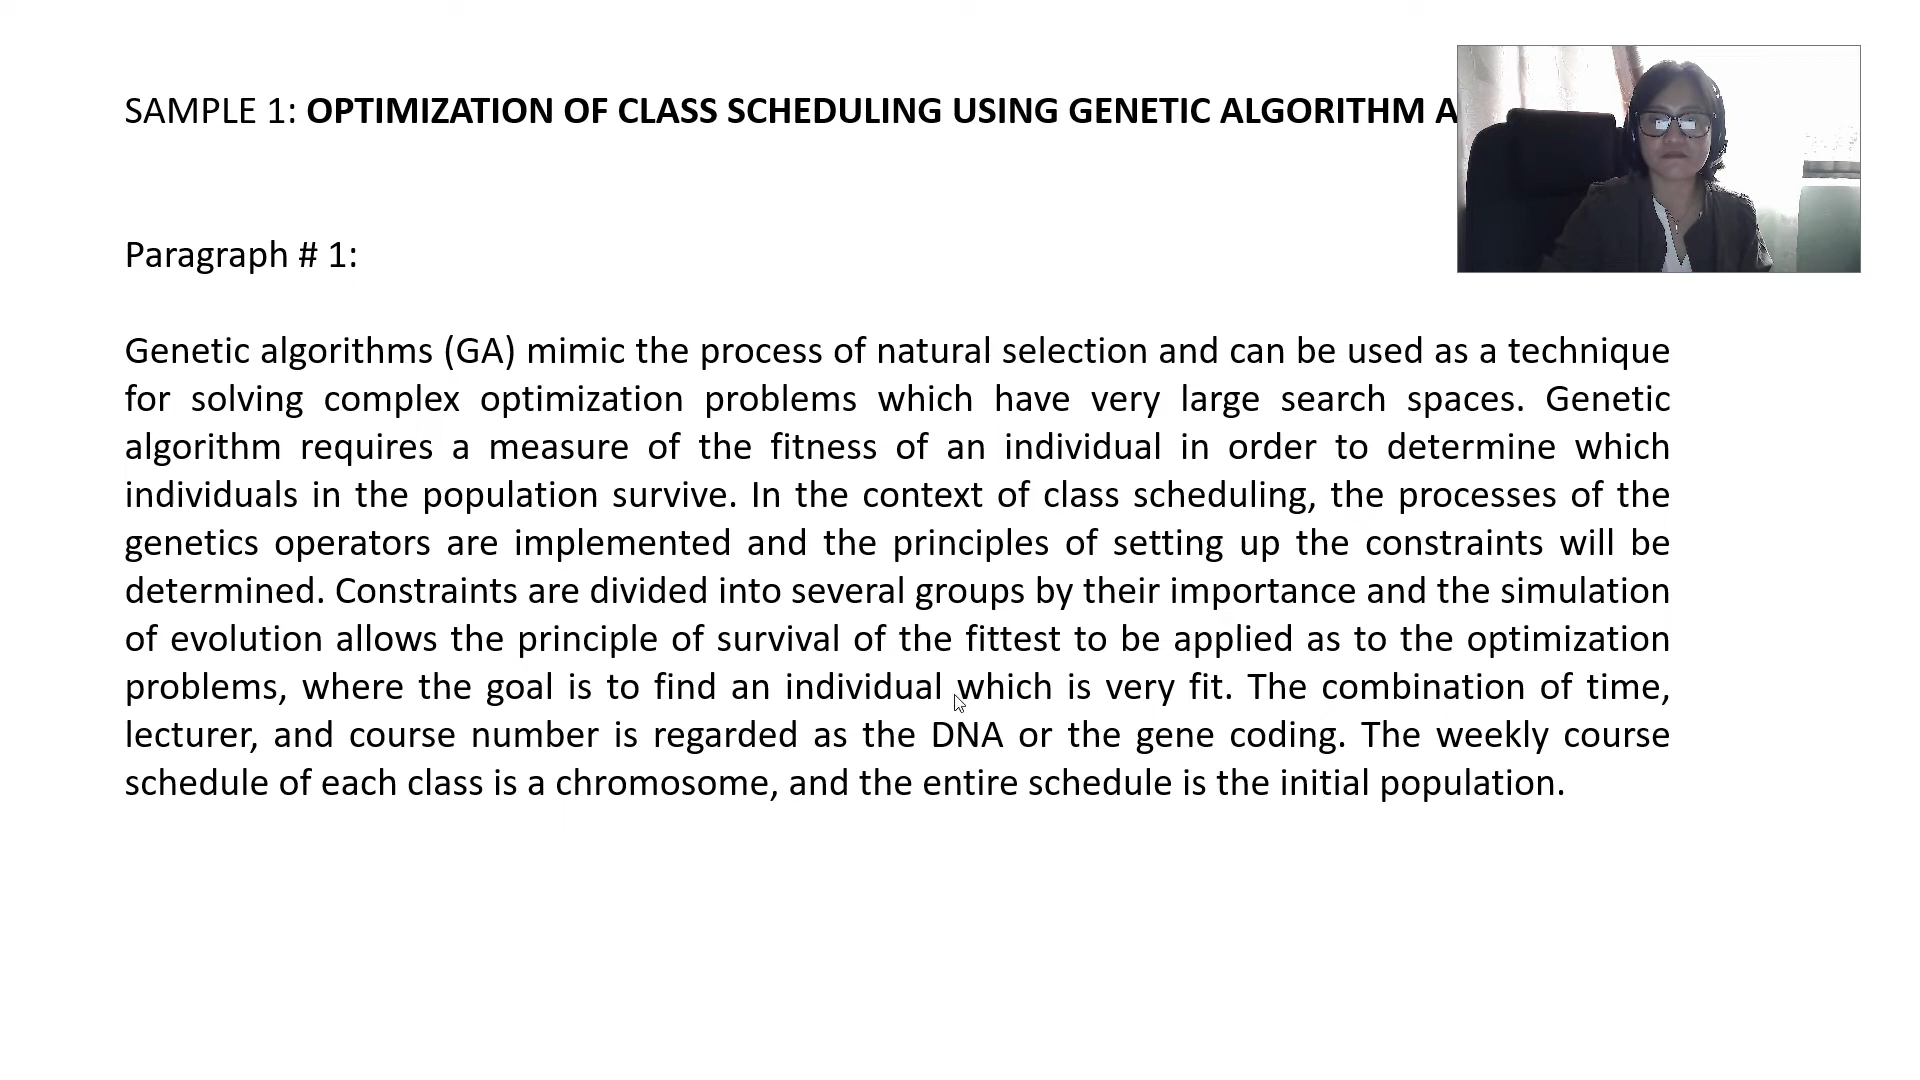 SAMPLE 1: OPTIMIZATION OF CLASS SCHEDULING USING GENETIC ALGORITHM
Paragraph # 1:
Genetic algorithms (GA) mimic the process of natural selection and can be used as a technique
for solving complex optimization problems which have very large search spaces. Genetic
algorithm requires a measure of the fitness of an individual in order to determine which
individuals in the population survive. In the context of class scheduling, the processes of the
genetics operators are implemented and the principles of setting up the constraints will be
determined. Constraints are divided into several groups by their importance and the simulation
of evolution allows the principle of survival of the fittest to be applied as to the optimization
problems, where the goal is to find an individual which is very fit. The combination of time,
lecturer, and course number is regarded as the DNA or the gene coding. The weekly course
schedule of each class is a chromosome, and the entire schedule is the initial population.